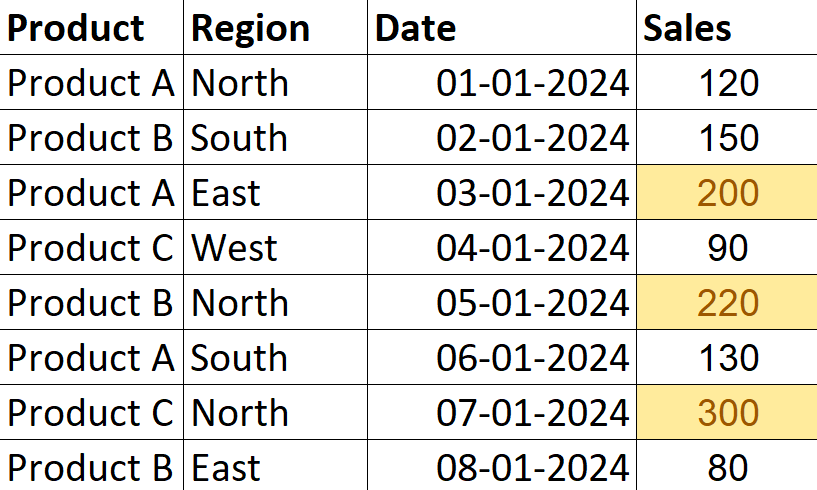 Product Region Date Sales
Product A North 01-01-2024 120
Product B South 02-01-2024 150
Product A East 03-01-2024 200
Product C West 04-01-2024 90
Product B North 05-01-2024 220
Product A South 06-01-2024 130
Product C North 07-01-2024 300
Product B East 08-01-2024 80